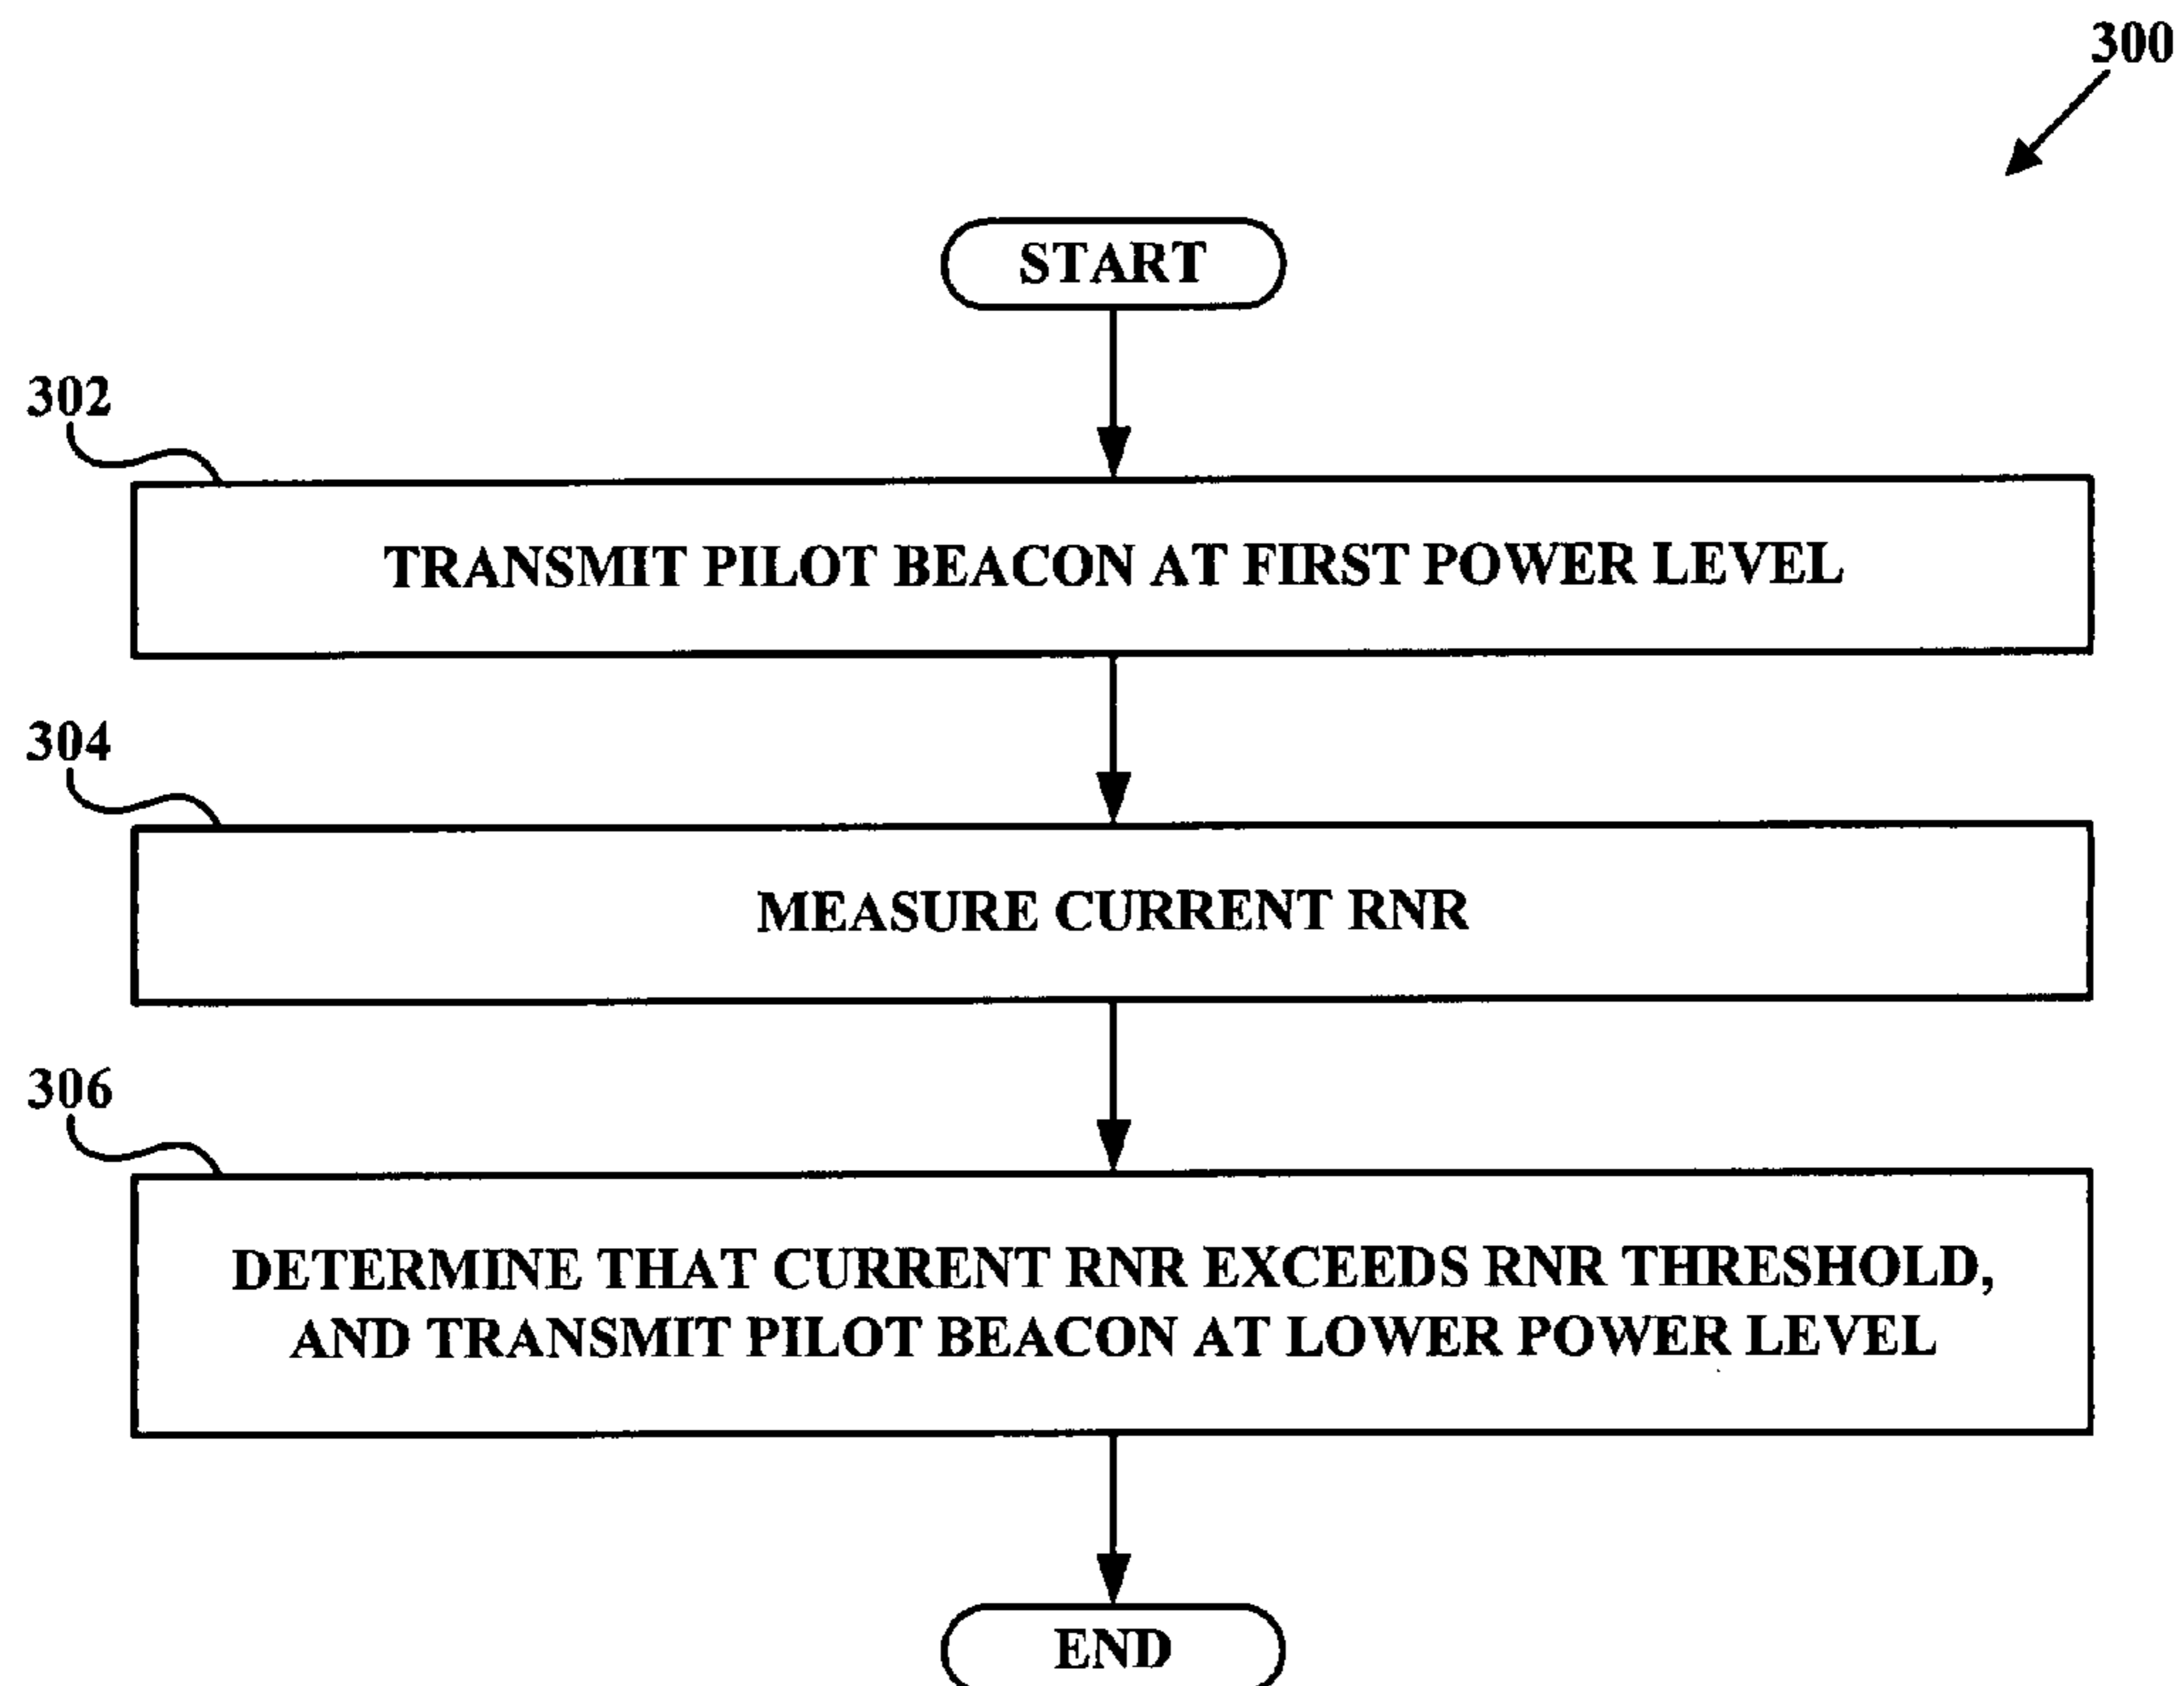 300
START
302
TRANSMIT PILOT BEACON AT FIRST POWER LEVEL
304
MEASURE CURRENT RNR
306
DETERMINE THAT CURRENT RNR EXCEEDS RNR THRESHOLD,
AND TRANSMIT PILOT BEACON AT LOWER POWER LEVEL
END